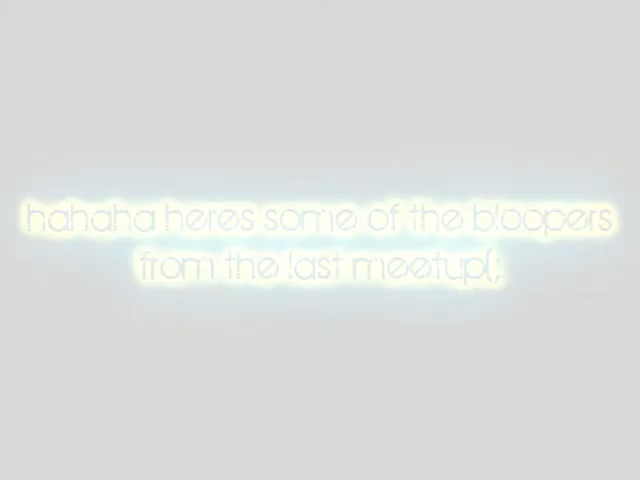 hahaha heres some of the bloopers
from the last meetup(: